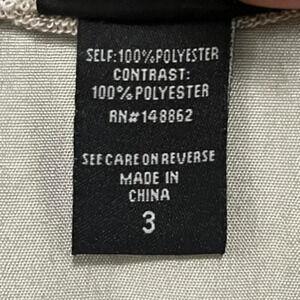 SELF: 100% POLYESTER
CONTRAST:
100% POLYESTER
RN# 148862
SEE CARE ON REVERSE
MADE IN
CHINA
3